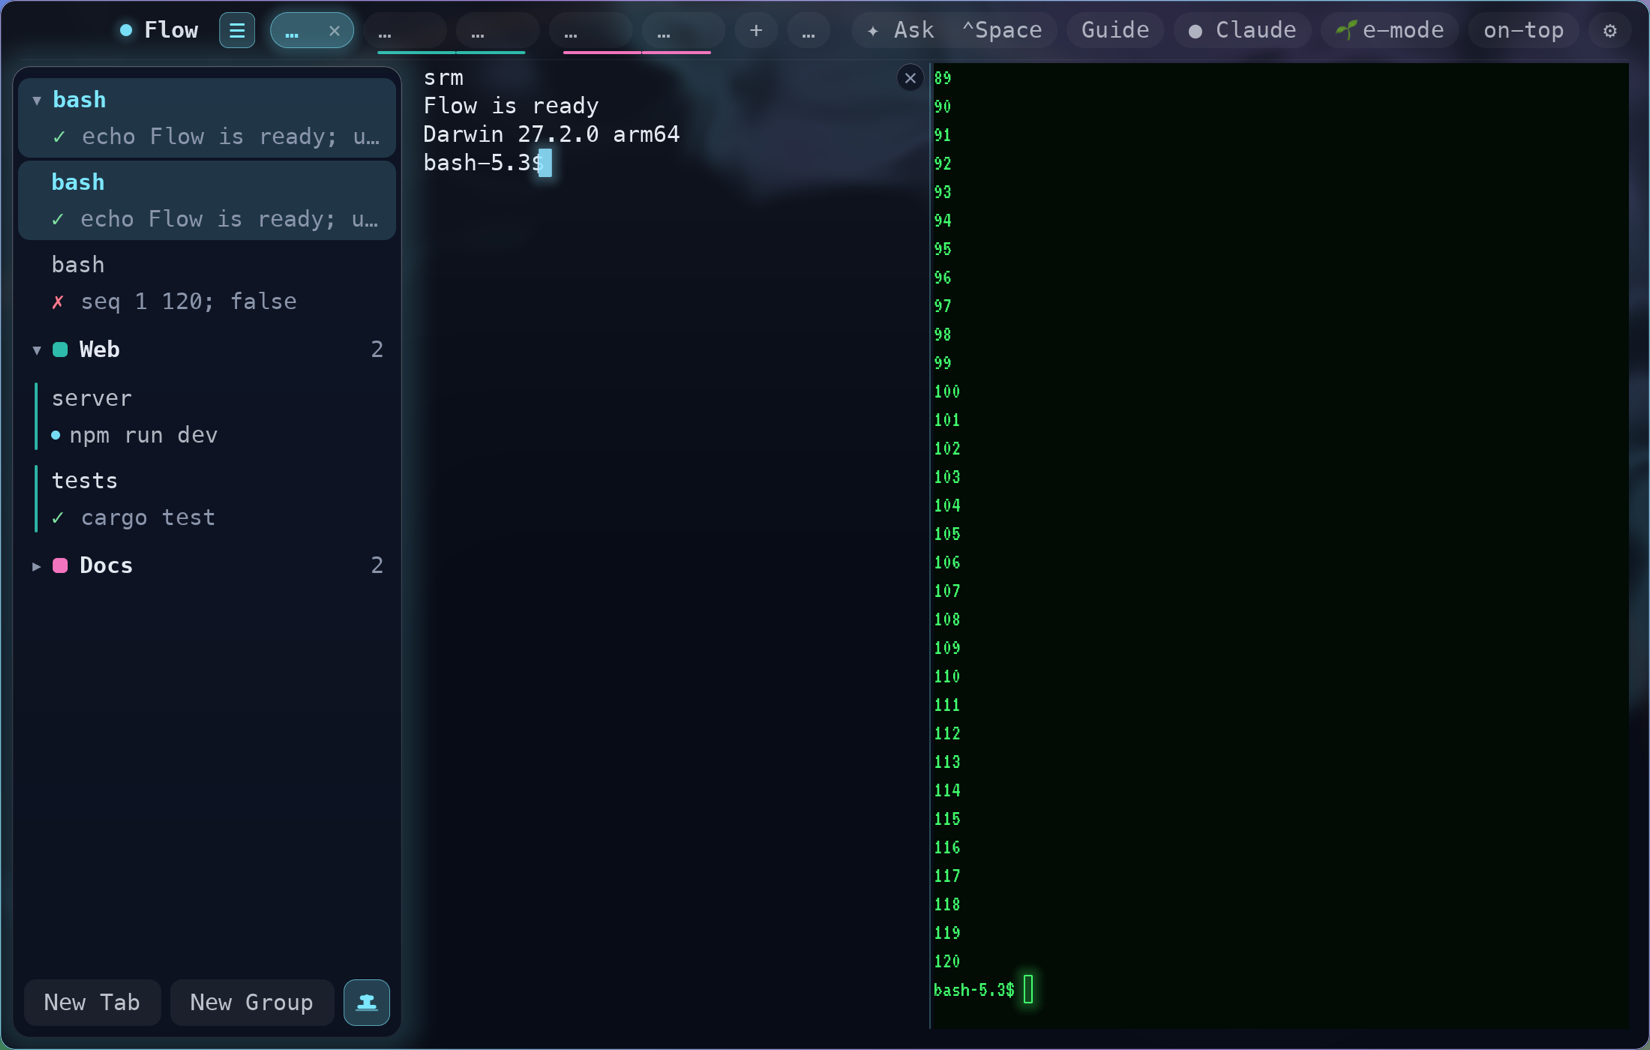 Flow ☰ … × … … … … + … ✦ Ask ^Space Guide ● Claude 🌱e-mode on-top ⚙
▼ bash
✓ echo Flow is ready; u…
bash
✓ echo Flow is ready; u…
bash
✗ seq 1 120; false
▼ Web 2
server
npm run dev
tests
✓ cargo test
▶ Docs 2
New Tab New Group
srm
Flow is ready
Darwin 27.2.0 arm64
bash-5.3$
×
89
90
91
92
93
94
95
96
97
98
99
100
101
102
103
104
105
106
107
108
109
110
111
112
113
114
115
116
117
118
119
120
bash-5.3$